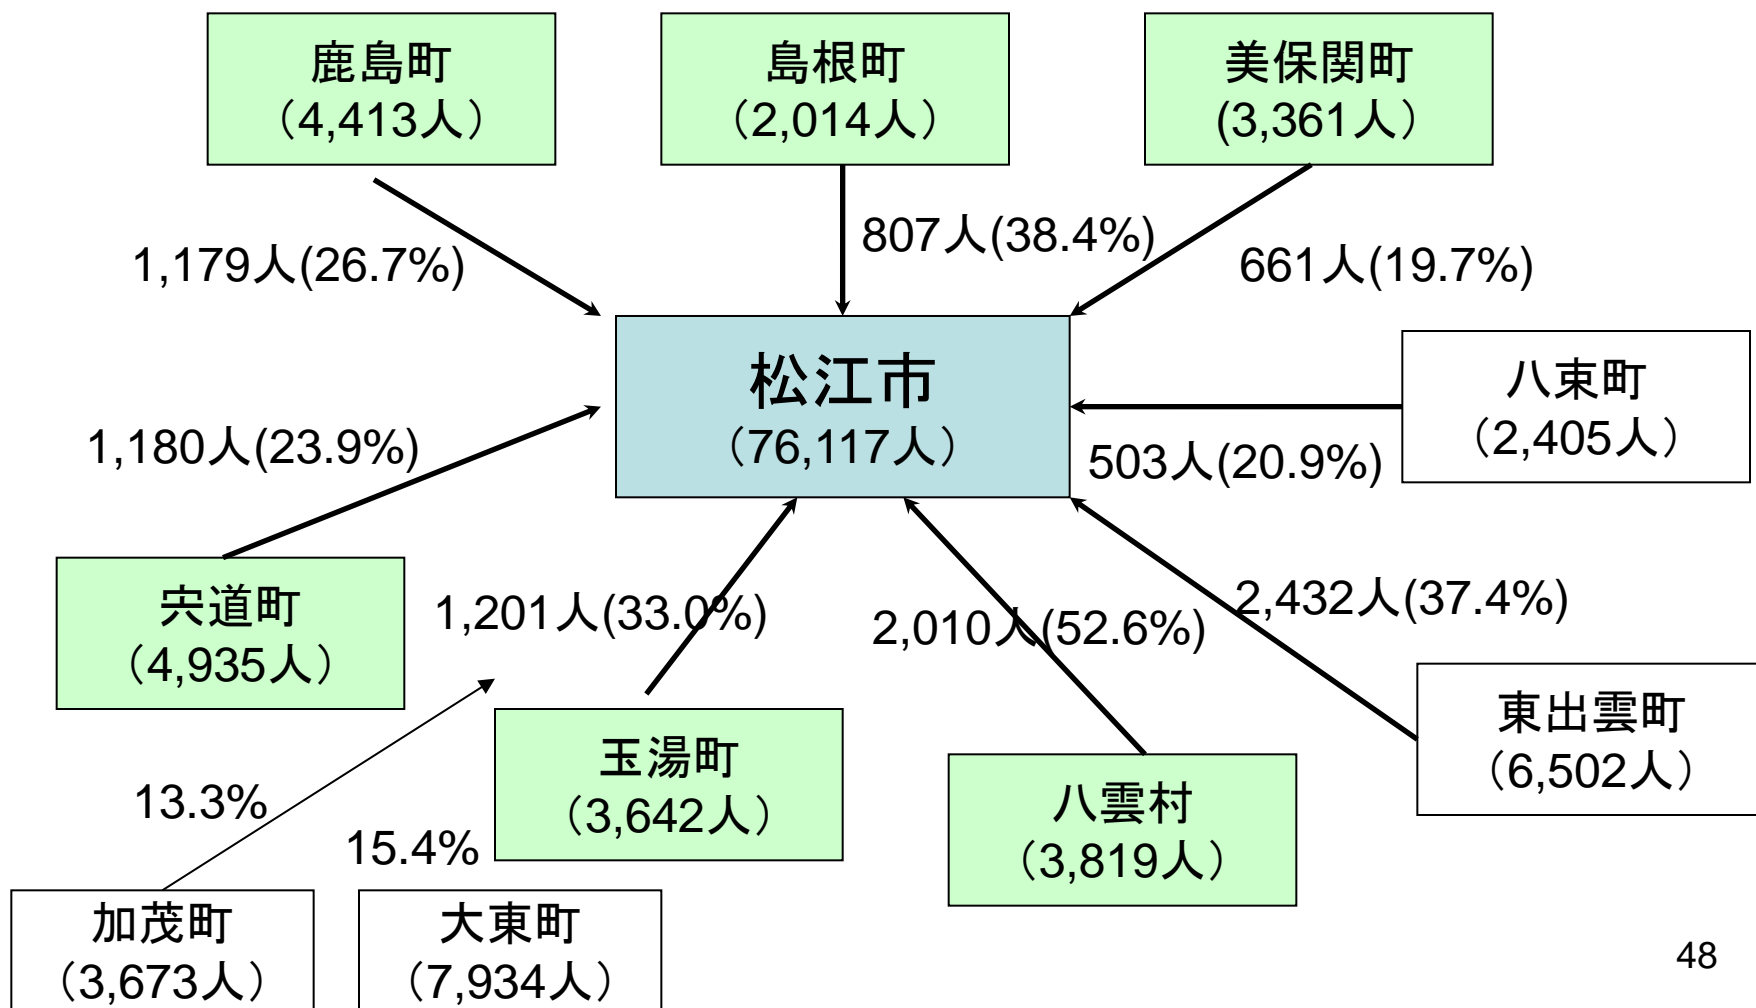 鹿島町
（4,413人）
島根町
（2,014人）
美保関町
(3,361人）
1,179人(26.7%)
807人(38.4%)
661人(19.7%)
松江市
（76,117人）
八束町
（2,405人）
1,180人(23.9%)
503人(20.9%)
宍道町
（4,935人）
1,201人(33.0%)
2,010人(52.6%)
2,432人(37.4%)
東出雲町
（6,502人）
玉湯町
（3,642人）
八雲村
（3,819人）
13.3%
15.4%
加茂町
（3,673人）
大東町
（7,934人）
48